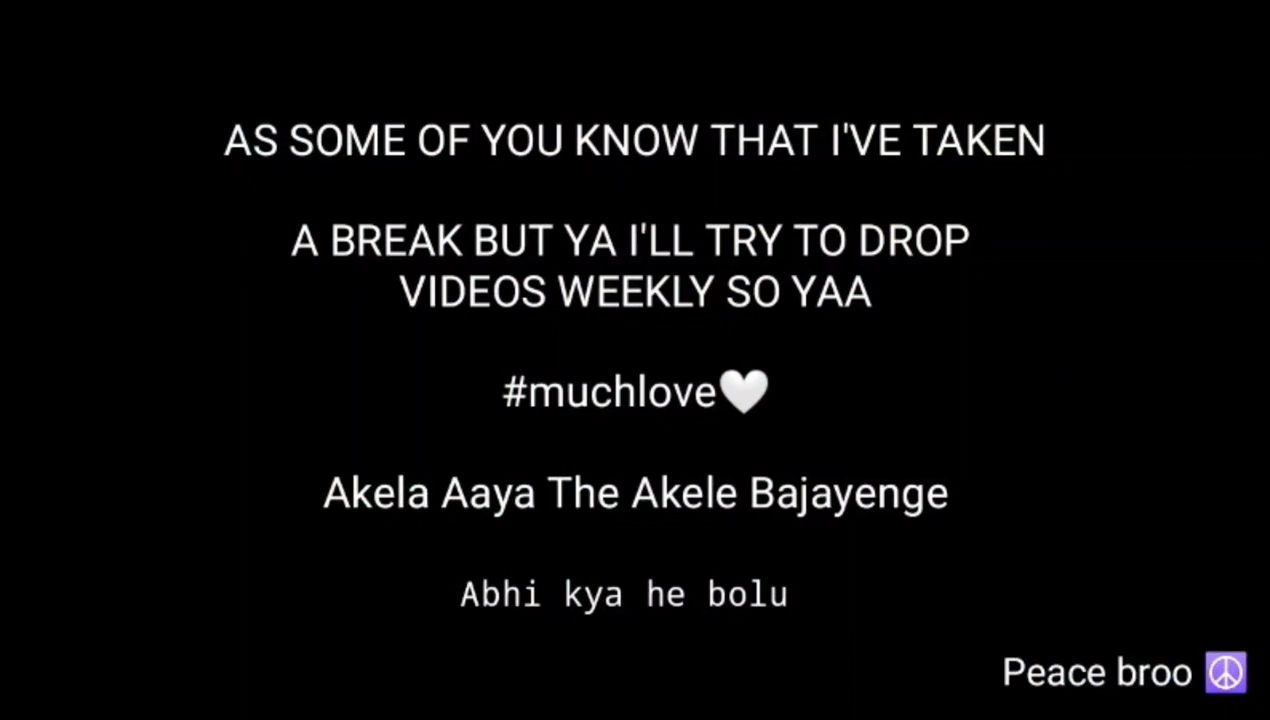 AS SOME OF YOU KNOW THAT I'VE TAKEN
A BREAK BUT YA I'LL TRY TO DROP
VIDEOS WEEKLY SO YAA
#muchlove🤍
Akela Aaya The Akele Bajayenge
Abhi kya he bolu
Peace broo ☮️